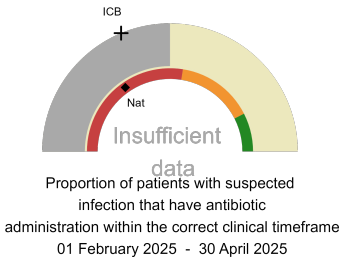 ICB
Nat
Insufficient
data
Proportion of patients with suspected
infection that have antibiotic
administration within the correct clinical timeframe
01 February 2025 - 30 April 2025